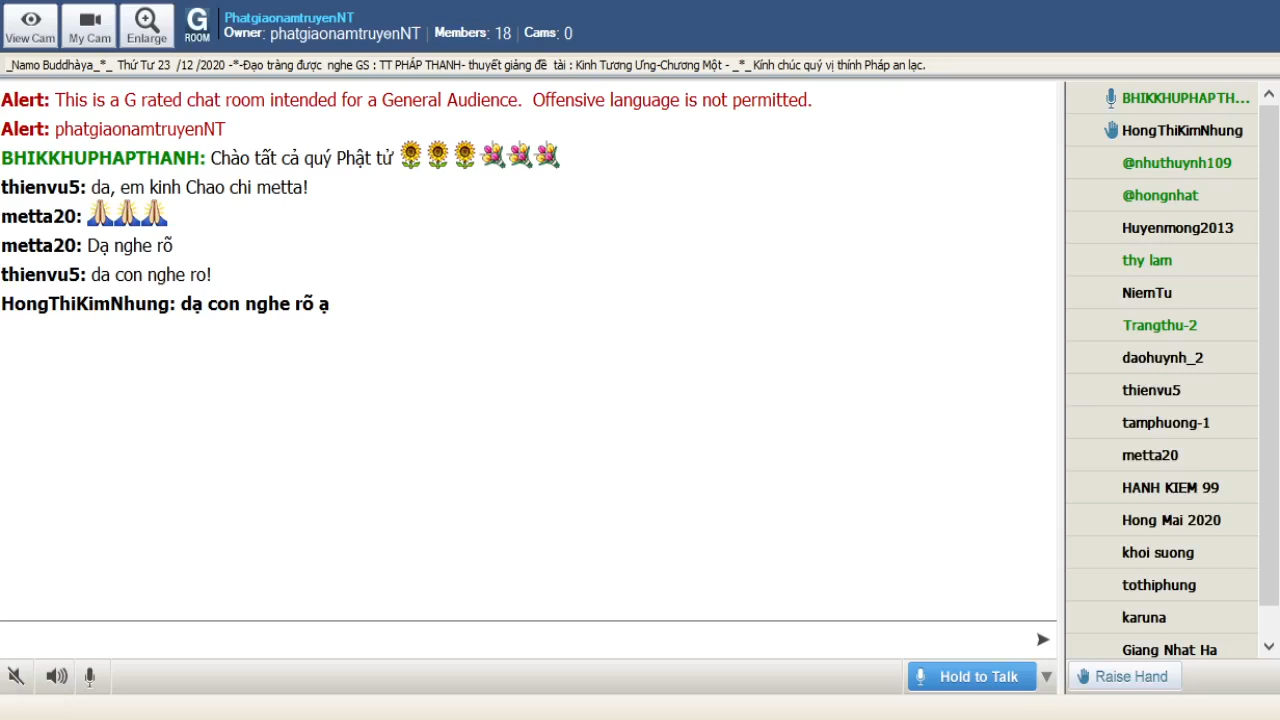 View Cam
My Cam
Enlarge
G
ROOM
PhatgiaonamtruyenNT
Owner: phatgiaonamtruyenNT | Members: 18 | Cams: 0
_Namo Buddhàya_*_ Thứ Tư 23 /12 /2020 -*-Đạo tràng được nghe GS : TT PHÁP THANH- thuyết giảng đề tài : Kinh Tương Ưng-Chương Một - _*_Kính chúc quý vị thính Pháp an lạc.
Alert: This is a G rated chat room intended for a General Audience. Offensive language is not permitted.
Alert: phatgiaonamtruyenNT
BHIKKHUPHAPTHANH: Chào tất cả quý Phật tử
thienvu5: da, em kinh Chao chi metta!
metta20:
metta20: Dạ nghe rõ
thienvu5: da con nghe ro!
HongThiKimNhung: dạ con nghe rõ ạ
BHIKKHUPHAPTH...
HongThiKimNhung
@nhuthuynh109
@hongnhat
Huyenmong2013
thy lam
NiemTu
Trangthu-2
daohuynh_2
thienvu5
tamphuong-1
metta20
HANH KIEM 99
Hong Mai 2020
khoi suong
tothiphung
karuna
Giang Nhat Ha
Hold to Talk
Raise Hand